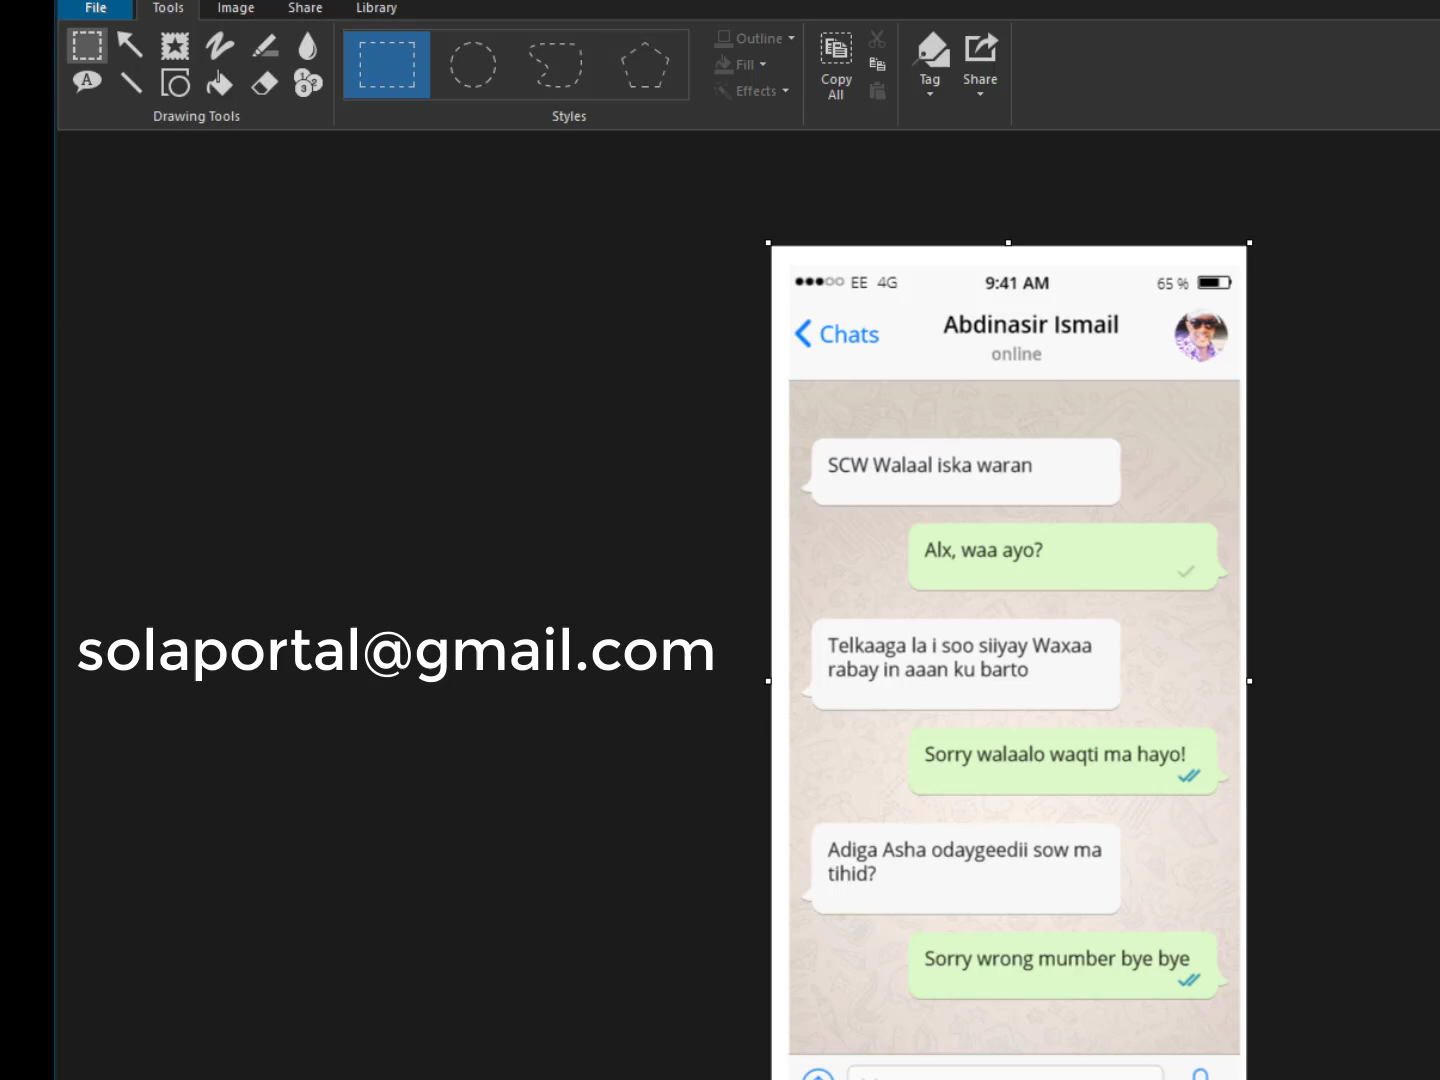 File Tools Image Share Library
Outline
Fill
Effects
Copy
All
Tag
Share
A
1
2
3
Drawing Tools
Styles
EE 4G 9:41 AM 65 %
Chats
Abdinasir Ismail
online
SCW Walaal iska waran
Alx, waa ayo?
Telkaaga la i soo siiyay Waxaa
rabay in aaan ku barto
Sorry walaalo waqti ma hayo!
Adiga Asha odaygeedii sow ma
tihid?
Sorry wrong mumber bye bye
solaportal@gmail.com